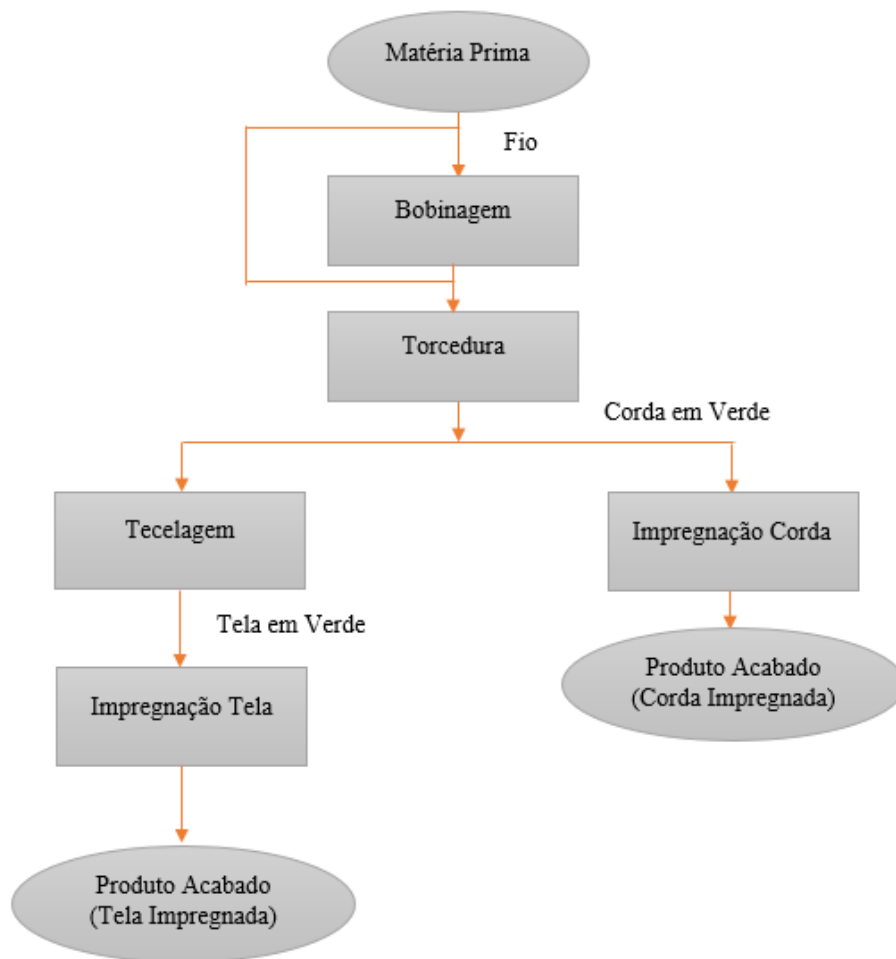 Matéria Prima
Fio
Bobinagem
Torcedura
Corda em Verde
Tecelagem
Impregnação Corda
Tela em Verde
Produto Acabado
(Corda Impregnada)
Impregnação Tela
Produto Acabado
(Tela Impregnada)